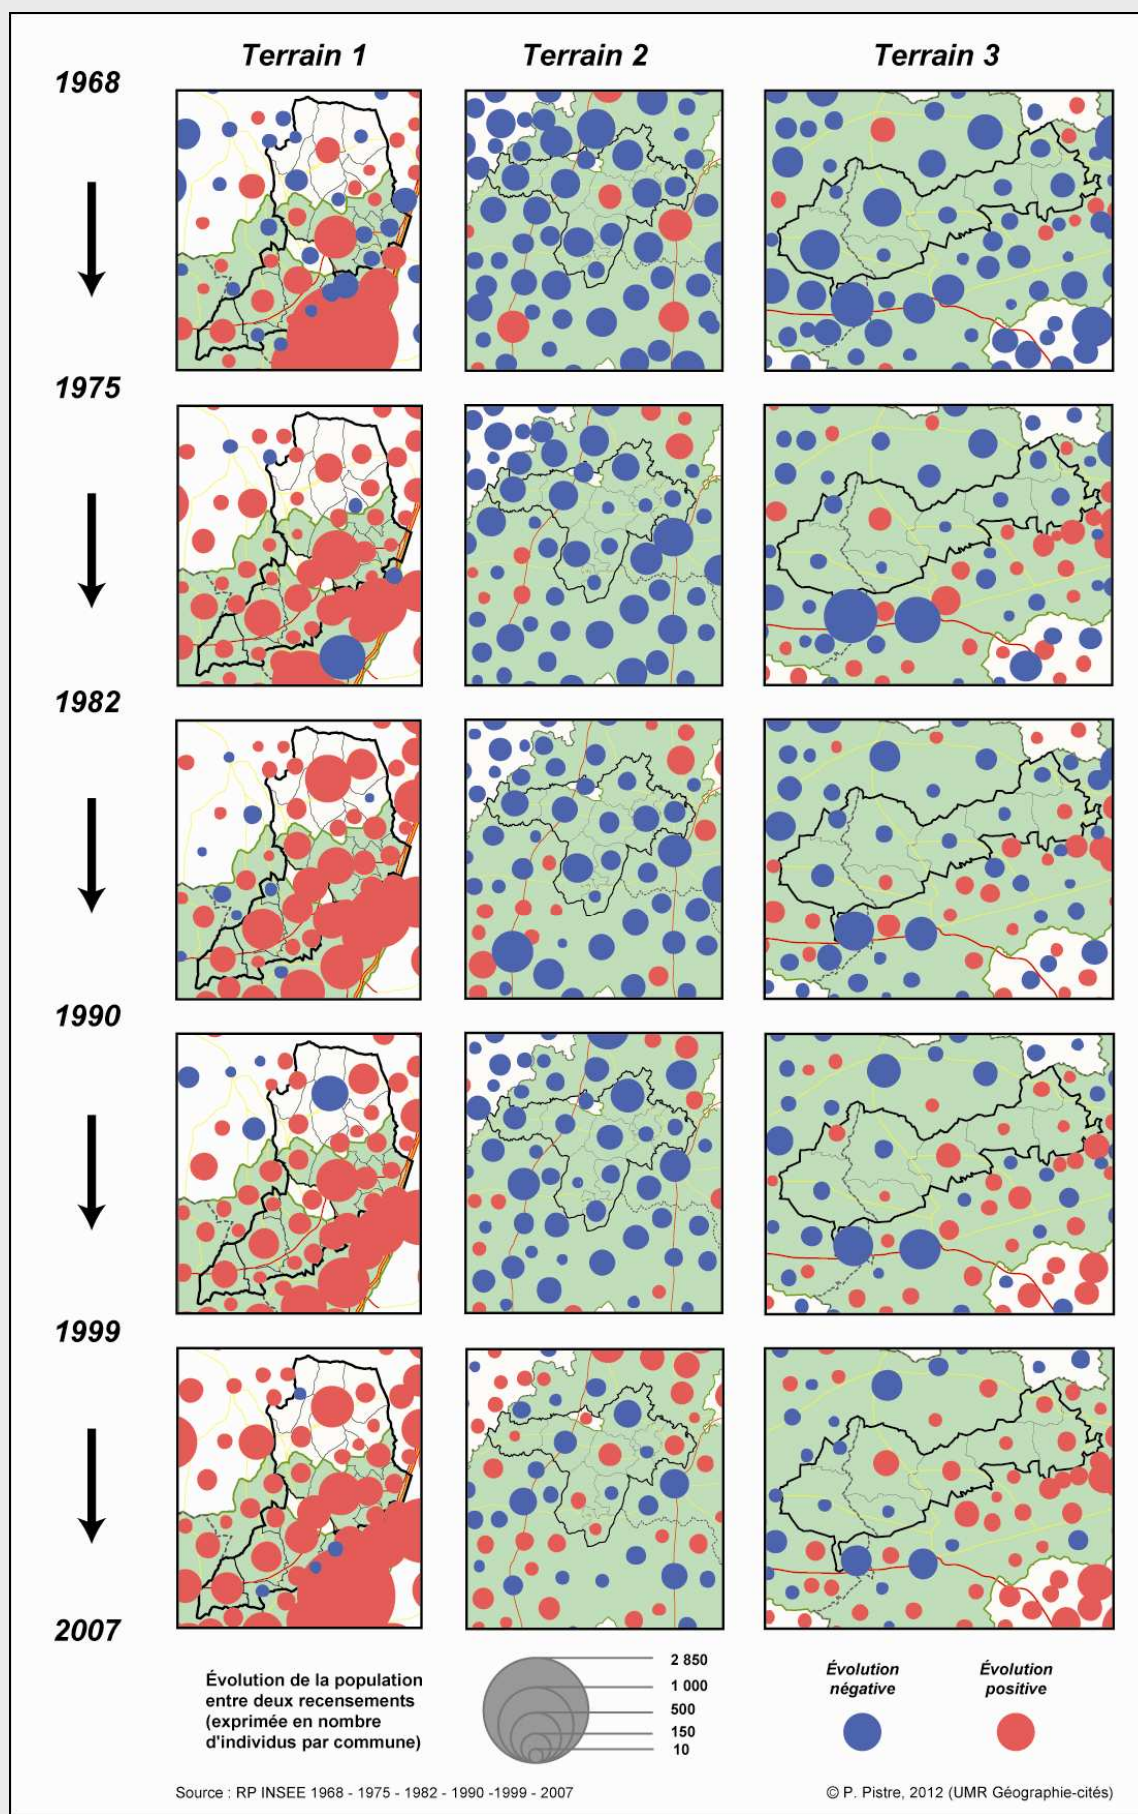 Terrain 1 Terrain 2 Terrain 3
1968
1975
1982
1990
1999
2007
Évolution de la population
entre deux recensements
(exprimée en nombre
d'individus par commune)
2 850
1 000
500
150
10
Évolution
négative
Évolution
positive
Source : RP INSEE 1968 - 1975 - 1982 - 1990 -1999 - 2007
© P. Pistre, 2012 (UMR Géographie-cités)